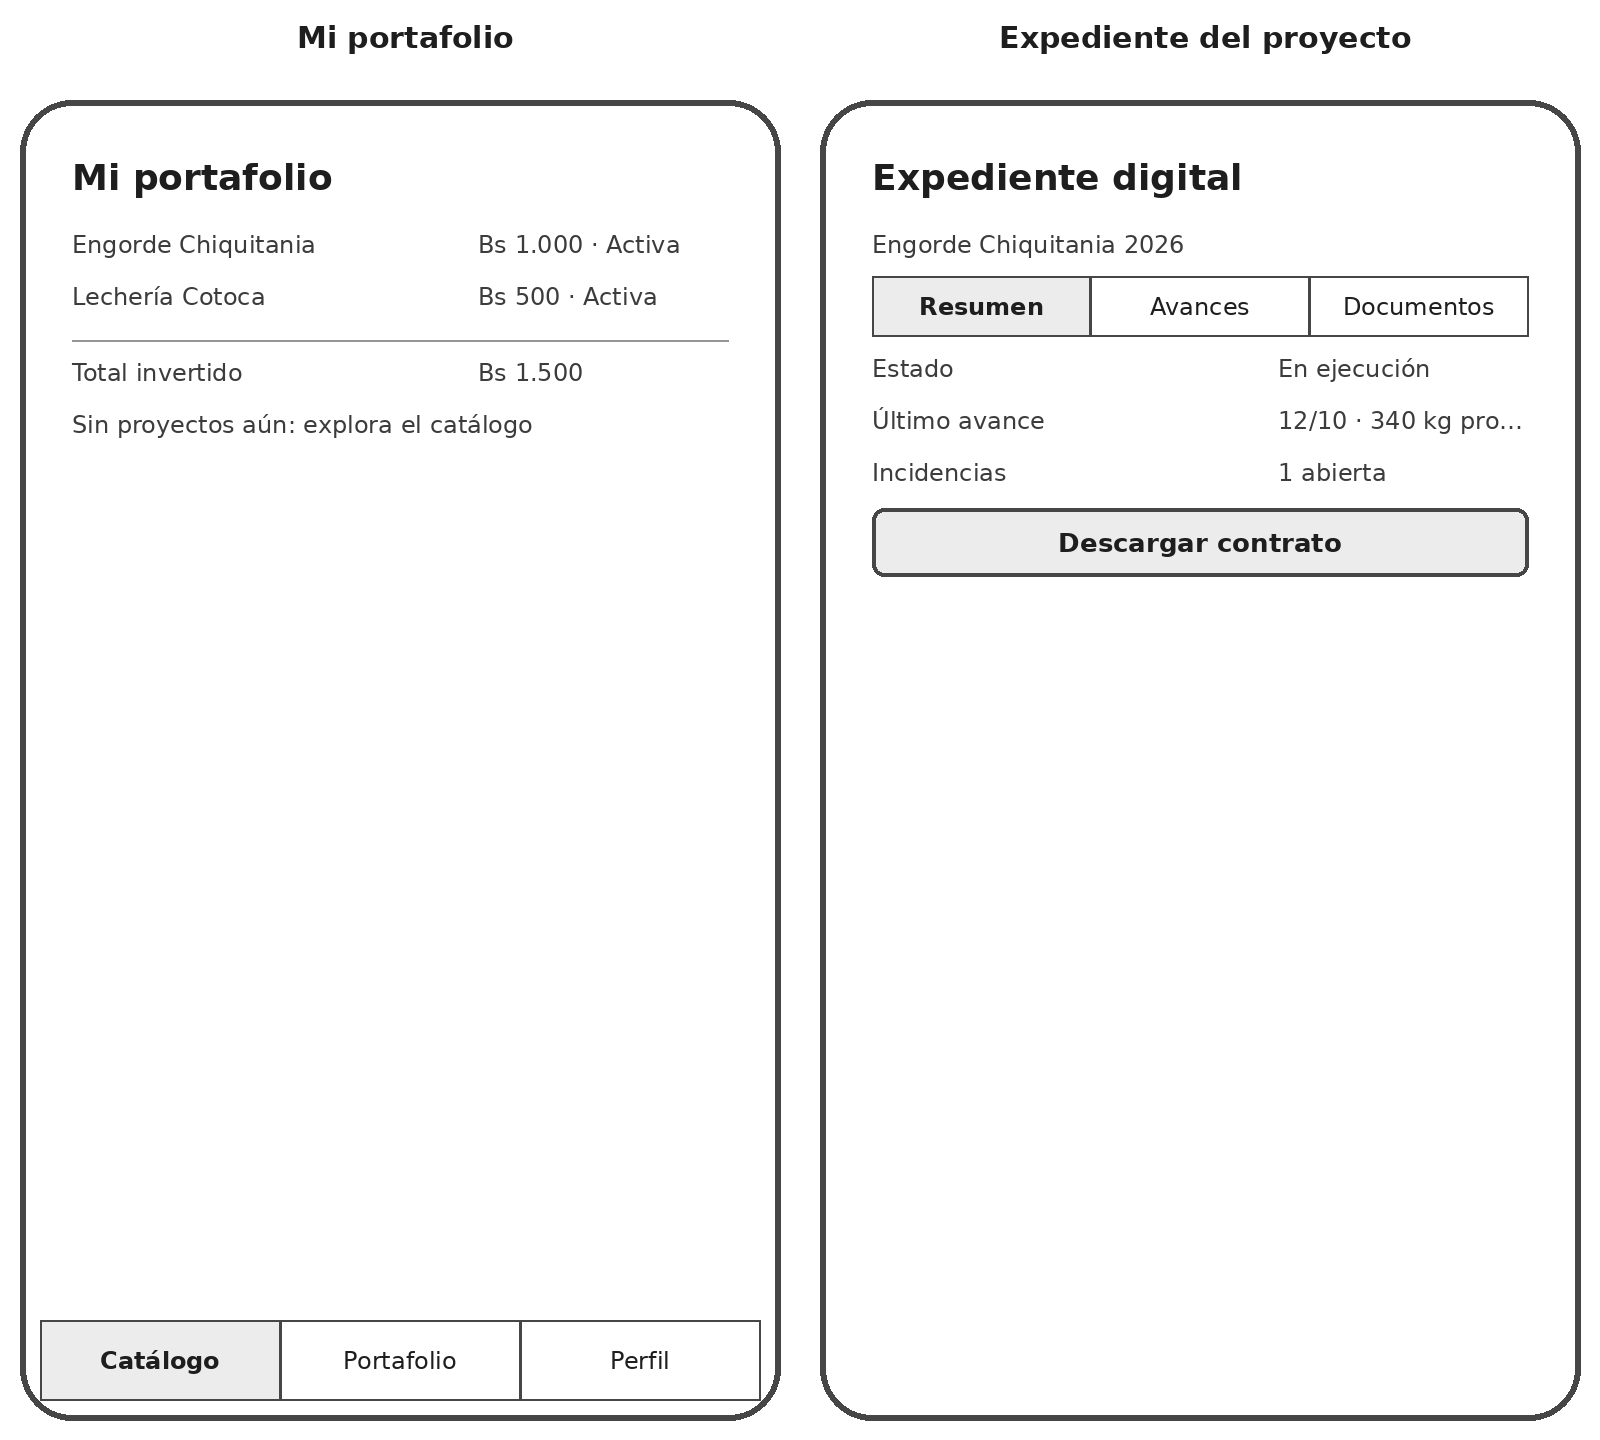 Mi portafolio
Mi portafolio
Engorde Chiquitania Bs 1.000 · Activa
Lechería Cotoca Bs 500 · Activa
Total invertido Bs 1.500
Sin proyectos aún: explora el catálogo
Catálogo Portafolio Perfil
Expediente del proyecto
Expediente digital
Engorde Chiquitania 2026
Resumen Avances Documentos
Estado En ejecución
Último avance 12/10 · 340 kg pro...
Incidencias 1 abierta
Descargar contrato